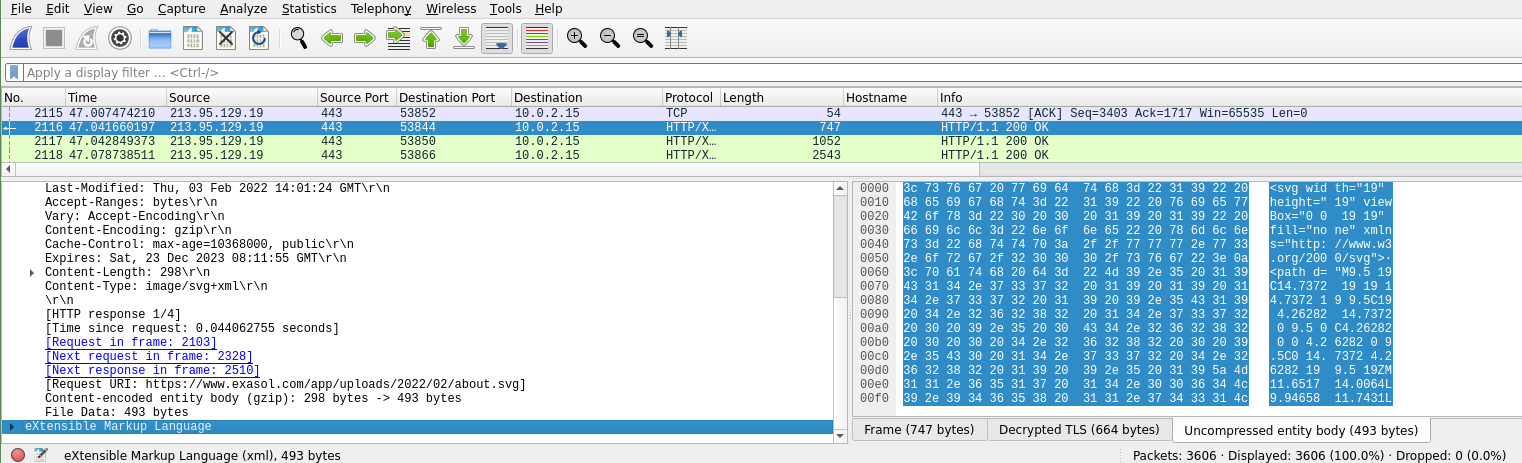 File Edit View Go Capture Analyze Statistics Telephony Wireless Tools Help
Apply a display filter … <Ctrl-/>
No. Time Source Source Port Destination Port Destination Protocol Length Hostname Info
2115 47.007474210 213.95.129.19 443 53852 10.0.2.15 TCP 54 443 → 53852 [ACK] Seq=3403 Ack=1717 Win=65535 Len=0
2116 47.041660197 213.95.129.19 443 53844 10.0.2.15 HTTP/X… 747 HTTP/1.1 200 OK
2117 47.042849373 213.95.129.19 443 53850 10.0.2.15 HTTP/X… 1052 HTTP/1.1 200 OK
2118 47.078738511 213.95.129.19 443 53866 10.0.2.15 HTTP/X… 2543 HTTP/1.1 200 OK
Last-Modified: Thu, 03 Feb 2022 14:01:24 GMT\r\n
Accept-Ranges: bytes\r\n
Vary: Accept-Encoding\r\n
Content-Encoding: gzip\r\n
Cache-Control: max-age=10368000, public\r\n
Expires: Sat, 23 Dec 2023 08:11:55 GMT\r\n
Content-Length: 298\r\n
Content-Type: image/svg+xml\r\n
\r\n
[HTTP response 1/4]
[Time since request: 0.044062755 seconds]
[Request in frame: 2103]
[Next request in frame: 2328]
[Next response in frame: 2510]
[Request URI: https://www.exasol.com/app/uploads/2022/02/about.svg]
Content-encoded entity body (gzip): 298 bytes -> 493 bytes
File Data: 493 bytes
eXtensible Markup Language
0000 3c 73 76 67 20 77 69 64 74 68 3d 22 31 39 22 20 <svg wid th="19"
0010 68 65 69 67 68 74 3d 22 31 39 22 20 76 69 65 77 height=" 19" view
0020 42 6f 78 3d 22 30 20 30 20 31 39 20 31 39 22 20 Box="0 0 19 19"
0030 66 69 6c 6c 3d 22 6e 6f 6e 65 22 20 78 6d 6c 6e fill="no ne" xmln
0040 73 3d 22 68 74 74 70 3a 2f 2f 77 77 77 2e 77 33 s="http: //www.w3
0050 2e 6f 72 67 2f 32 30 30 30 2f 73 76 67 22 3e 0a .org/200 0/svg">·
0060 3c 70 61 74 68 20 64 3d 22 4d 39 2e 35 20 31 39 <path d= "M9.5 19
0070 43 31 34 2e 37 33 37 32 20 31 39 20 31 39 20 31 C14.7372 19 19 1
0080 34 2e 37 33 37 32 20 31 39 20 39 2e 35 43 31 39 4.7372 1 9 9.5C19
0090 20 34 2e 32 36 32 38 32 20 31 34 2e 37 33 37 32 4.26282 14.7372
00a0 20 30 20 39 2e 35 20 30 43 34 2e 32 36 32 38 32 0 9.5 0 C4.26282
00b0 20 30 20 30 20 34 2e 32 36 32 38 32 20 30 20 39 0 0 4.2 6282 0 9
00c0 2e 35 43 30 20 31 34 2e 37 33 37 32 20 34 2e 32 .5C0 14. 7372 4.2
00d0 36 32 38 32 20 31 39 20 39 2e 35 20 31 39 5a 4d 6282 19 9.5 19ZM
00e0 31 31 2e 36 35 31 37 20 31 34 2e 30 30 36 34 4c 11.6517 14.0064L
00f0 39 2e 39 34 36 35 38 20 31 31 2e 37 34 33 31 4c 9.94658 11.7431L
Frame (747 bytes) Decrypted TLS (664 bytes) Uncompressed entity body (493 bytes)
eXtensible Markup Language (xml), 493 bytes Packets: 3606 · Displayed: 3606 (100.0%) · Dropped: 0 (0.0%)